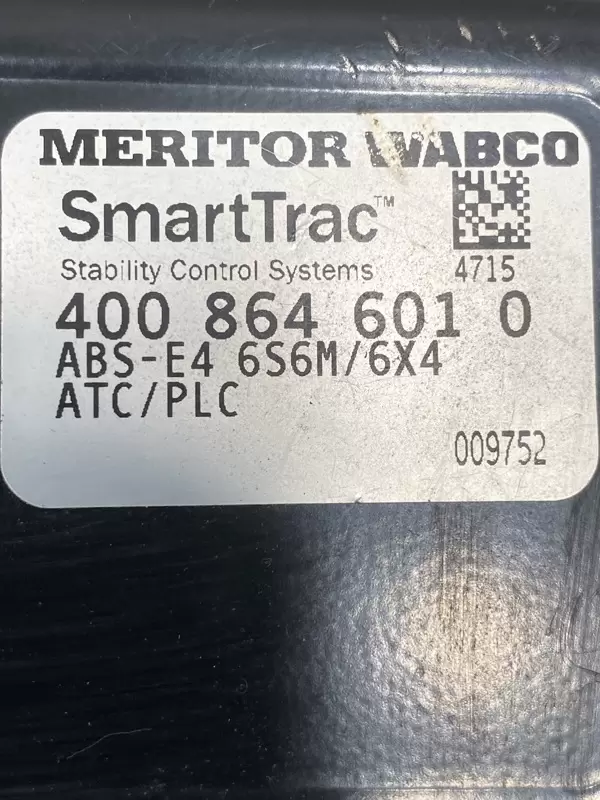 MERITOR WABCO
SmartTrac™
Stability Control Systems
4715
400 864 601 0
ABS-E4 6S6M/6X4
ATC/PLC
009752